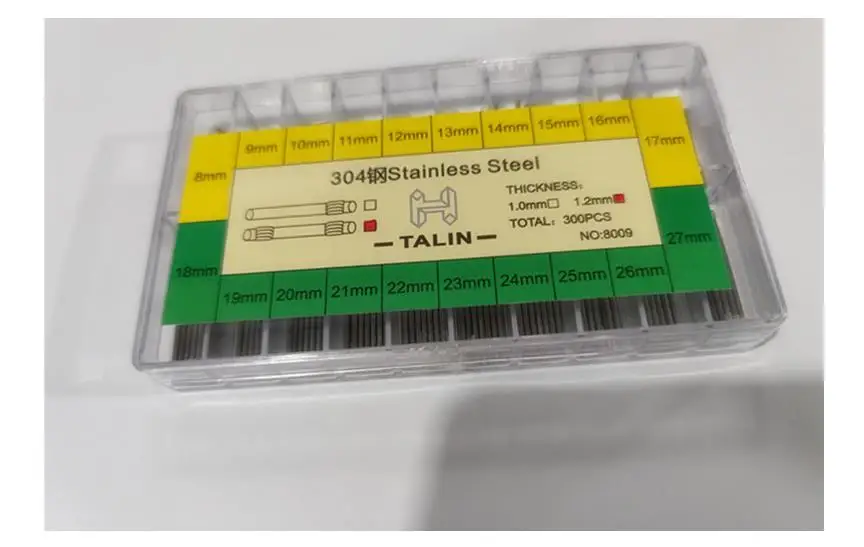 8mm 9mm 10mm 11mm 12mm 13mm 14mm 15mm 16mm 17mm
304钢Stainless Steel
THICKNESS:
1.0mm 1.2mm
TOTAL: 300PCS
NO:8009
TALIN
18mm 19mm 20mm 21mm 22mm 23mm 24mm 25mm 26mm 27mm